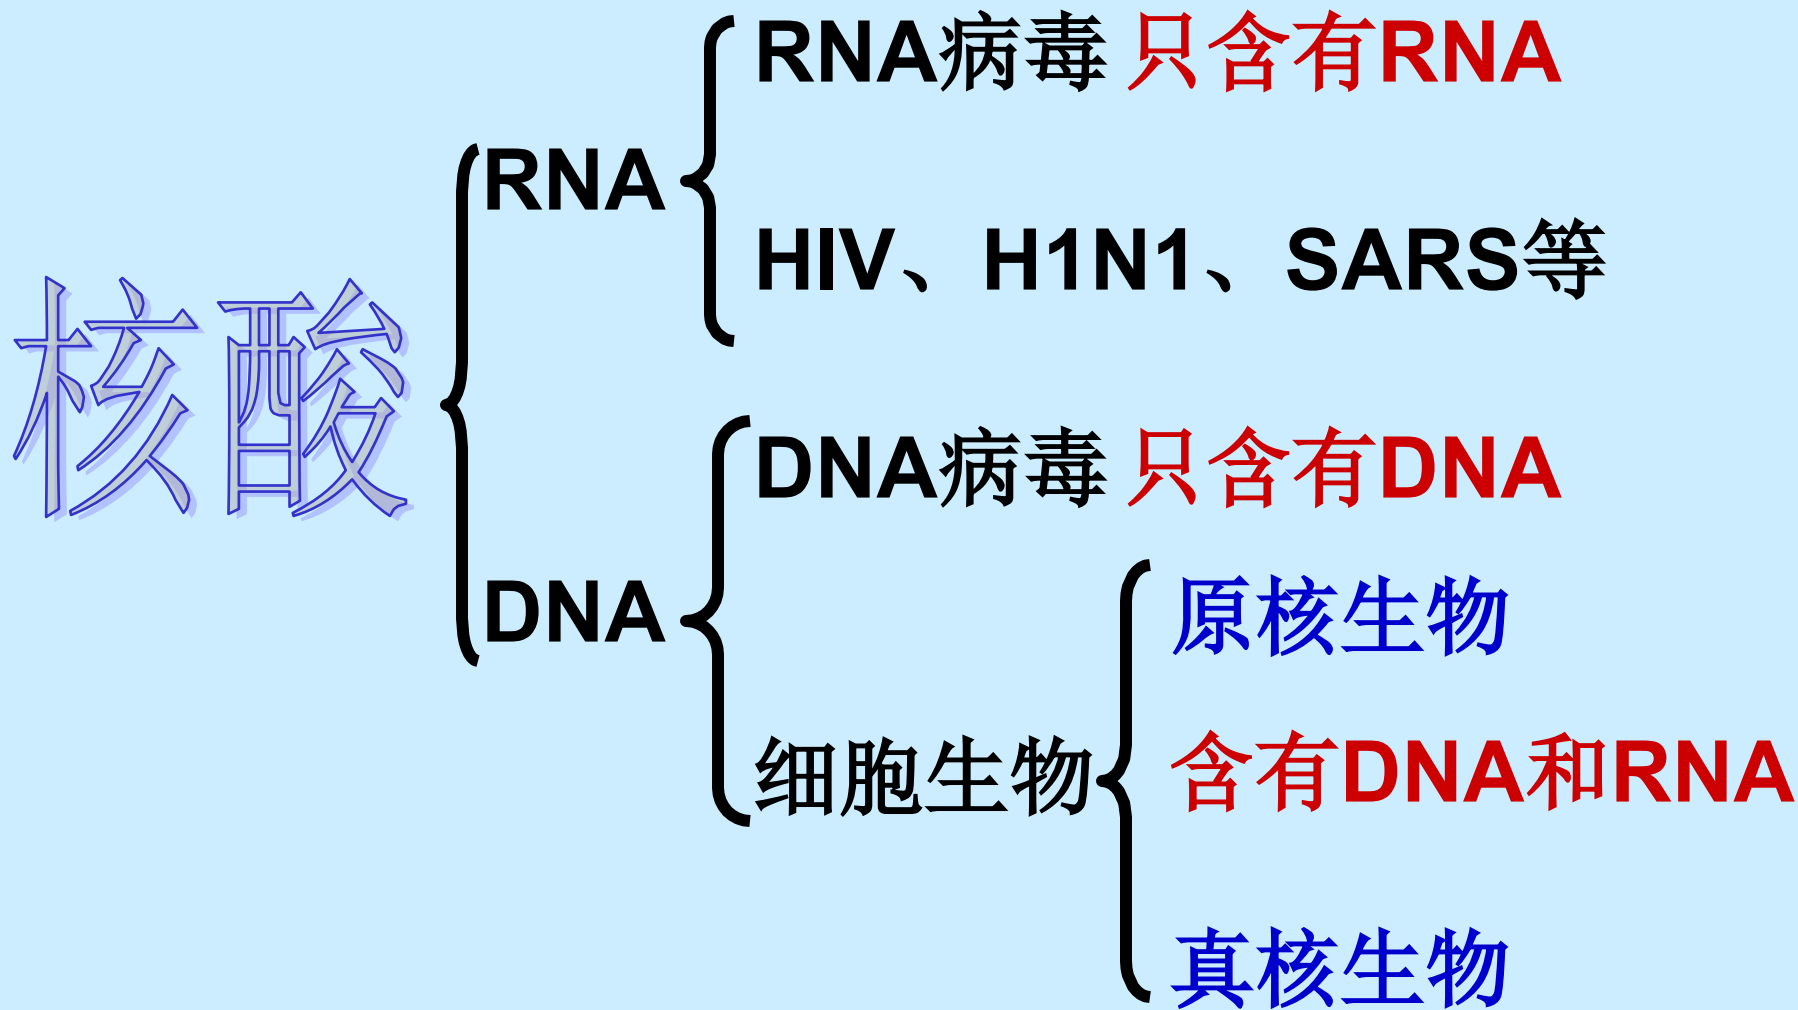 核酸
RNA
RNA病毒 只含有RNA
HIV、H1N1、SARS等
DNA
DNA病毒 只含有DNA
细胞生物
原核生物
含有DNA和RNA
真核生物